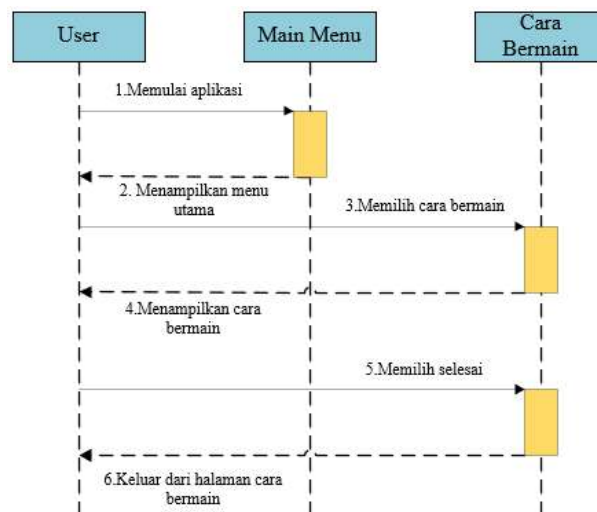 User
Main Menu
Cara
Bermain
1.Memulai aplikasi
2. Menampilkan menu
utama
3.Memilih cara bermain
4.Menampilkan cara
bermain
5.Memilih selesai
6.Keluar dari halaman cara
bermain